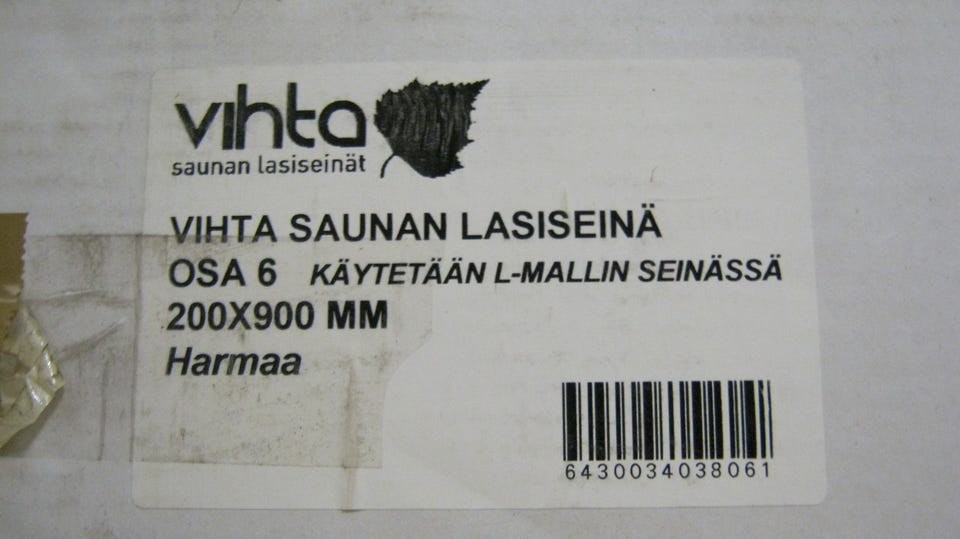 vihta
saunan lasiseinät
VIHTA SAUNAN LASISEINÄ
OSA 6 KÄYTETÄÄN L-MALLIN SEINÄSSÄ
200X900 MM
Harmaa
6430034038061